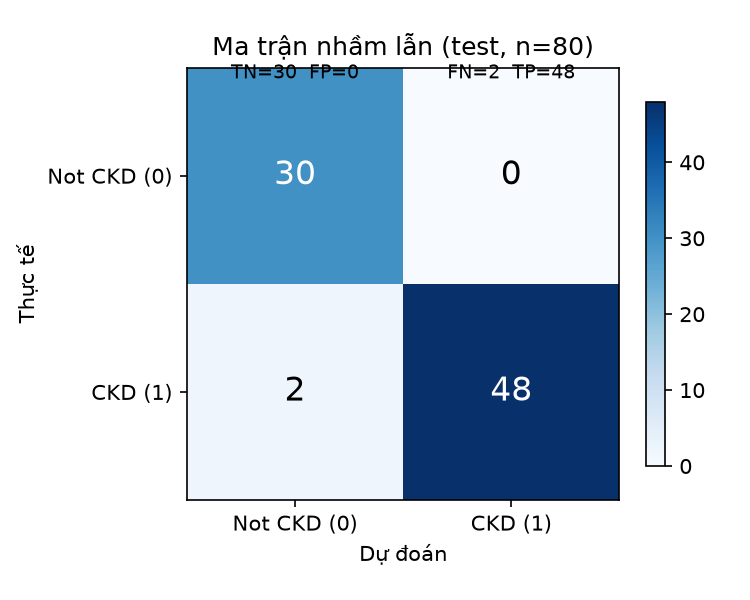 Ma trận nhầm lẫn (test, n=80)
TN=30 FP=0 FN=2 TP=48
Not CKD (0) 30 0
CKD (1) 2 48
Thực tế
Not CKD (0) CKD (1)
Dự đoán
40
30
20
10
0